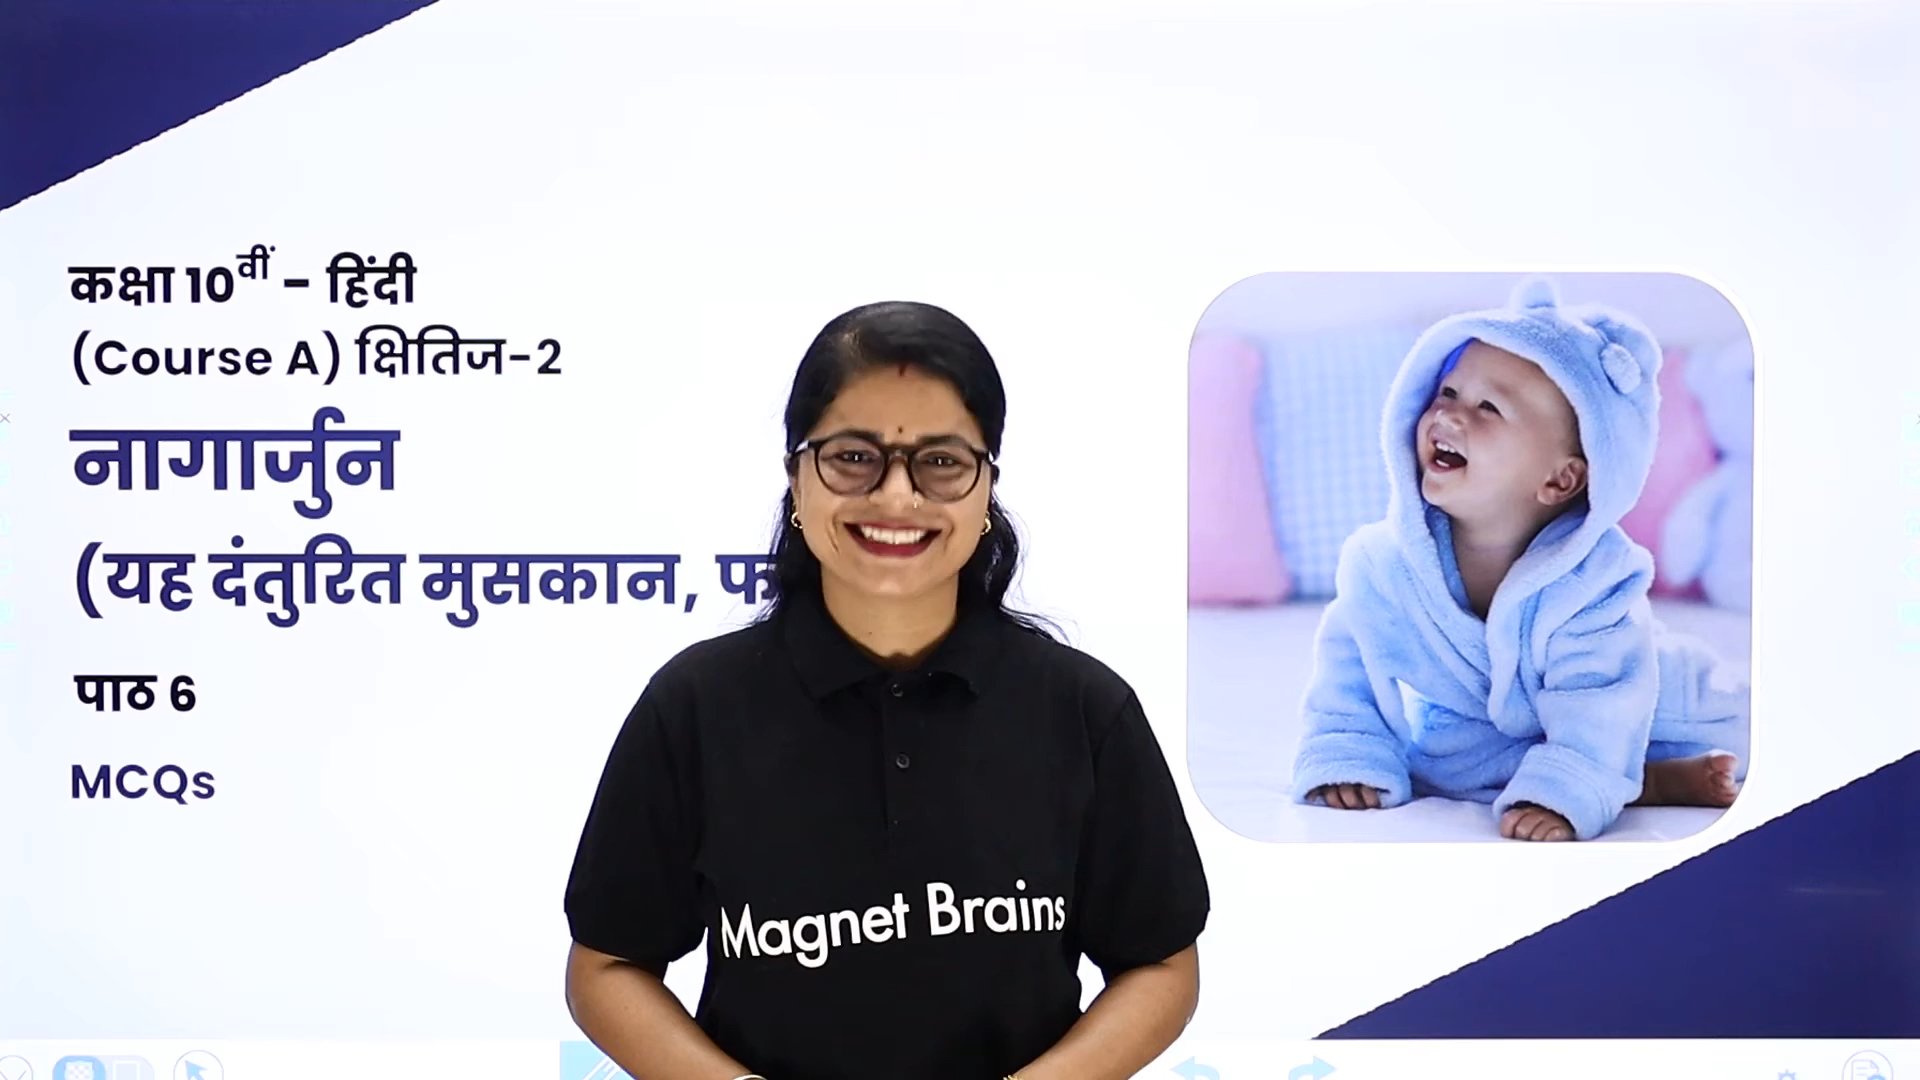 कक्षा 10वीं - हिंदी
(Course A) क्षितिज-2
नागार्जुन
(यह दंतुरित मुसकान,
पाठ 6
MCQs
Magnet Brains